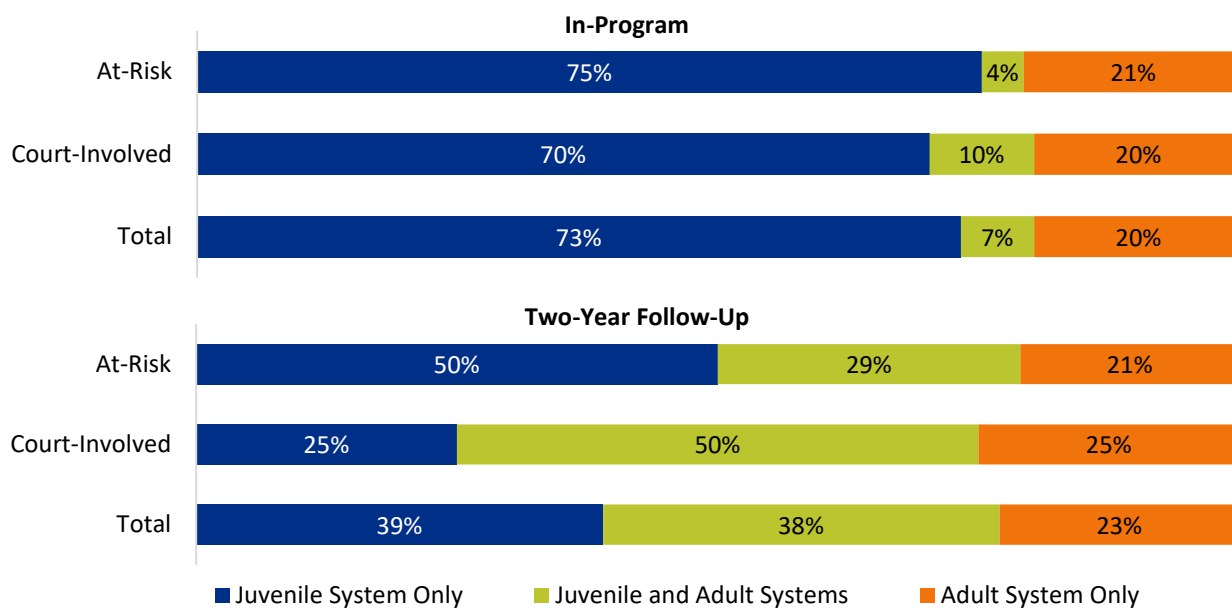 In-Program
At-Risk 75% 4% 21%
Court-Involved 70% 10% 20%
Total 73% 7% 20%
Two-Year Follow-Up
At-Risk 50% 29% 21%
Court-Involved 25% 50% 25%
Total 39% 38% 23%
Juvenile System Only Juvenile and Adult Systems Adult System Only